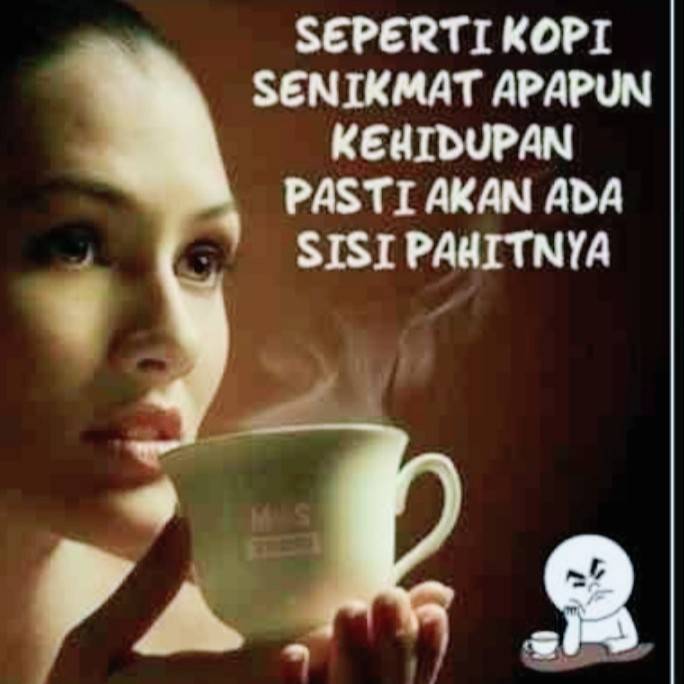 SEPERTI KOPI
SENIKMAT APAPUN
KEHIDUPAN
PASTI AKAN ADA
SISI PAHITNYA